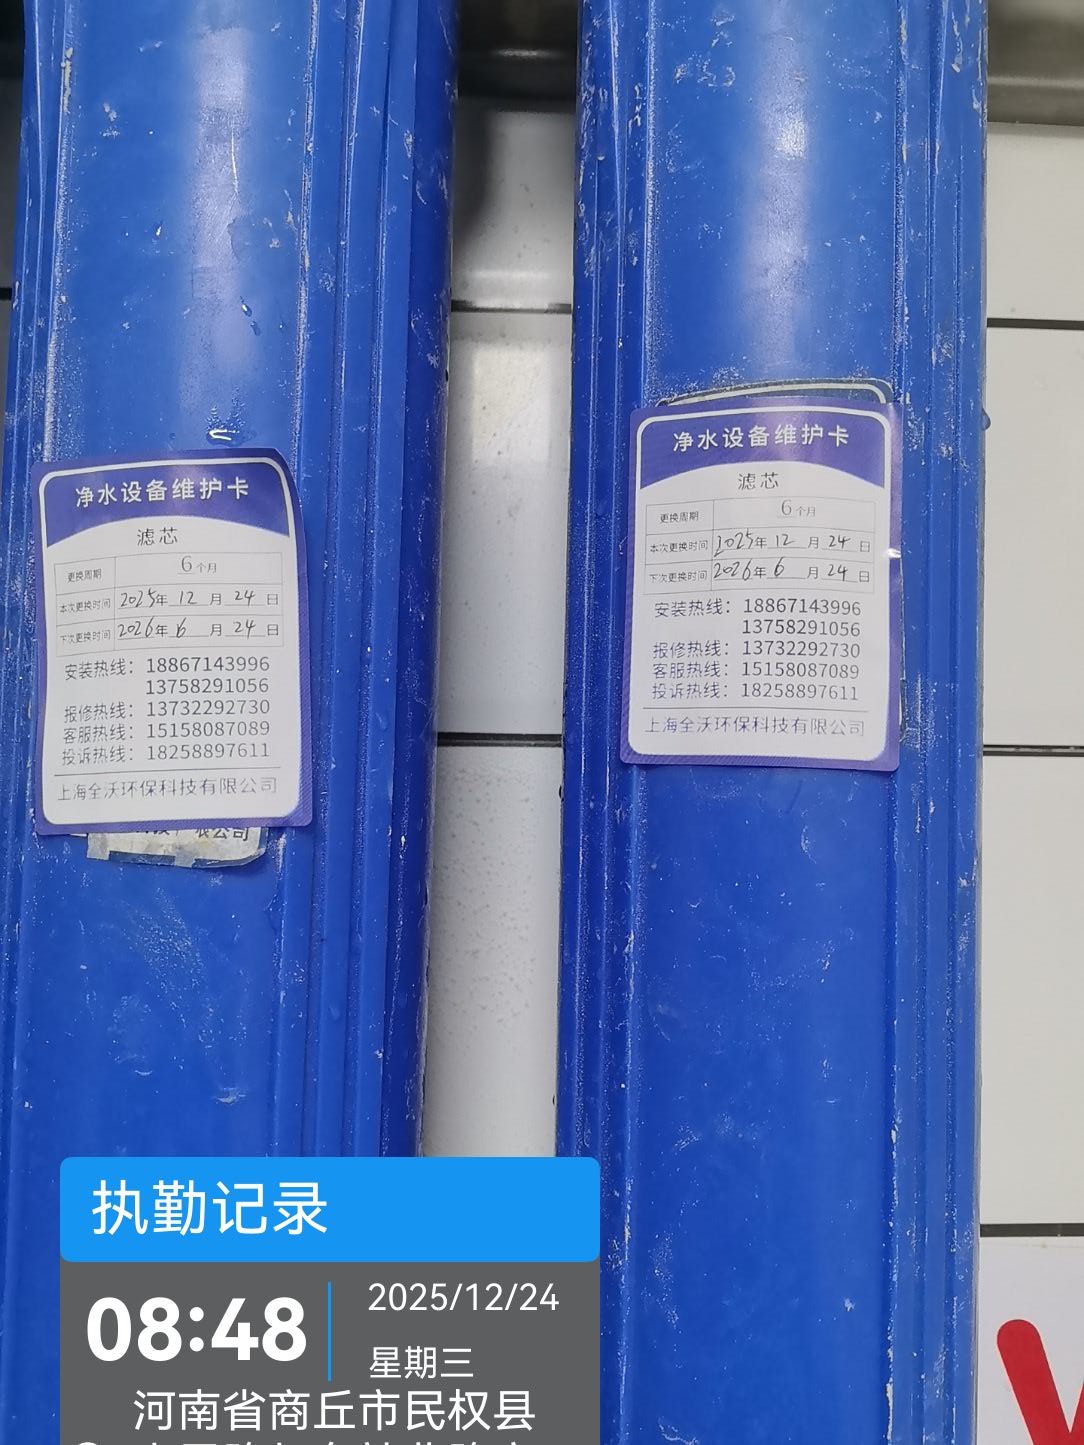 净水设备维护卡
滤芯
更换周期 6个月
本次更换时间 2025年 12 月 24 日
下次更换时间 2026年 6 月 24 日
安装热线：18867143996
13758291056
报修热线：13732292730
客服热线：15158087089
投诉热线：18258897611
上海全沃环保科技有限公司
限公司
净水设备维护卡
滤芯
更换周期 6个月
本次更换时间 2025年 12 月 24 日
下次更换时间 2026年 6 月 24 日
安装热线：18867143996
13758291056
报修热线：13732292730
客服热线：15158087089
投诉热线：18258897611
上海全沃环保科技有限公司
执勤记录
08:48
2025/12/24
星期三
河南省商丘市民权县